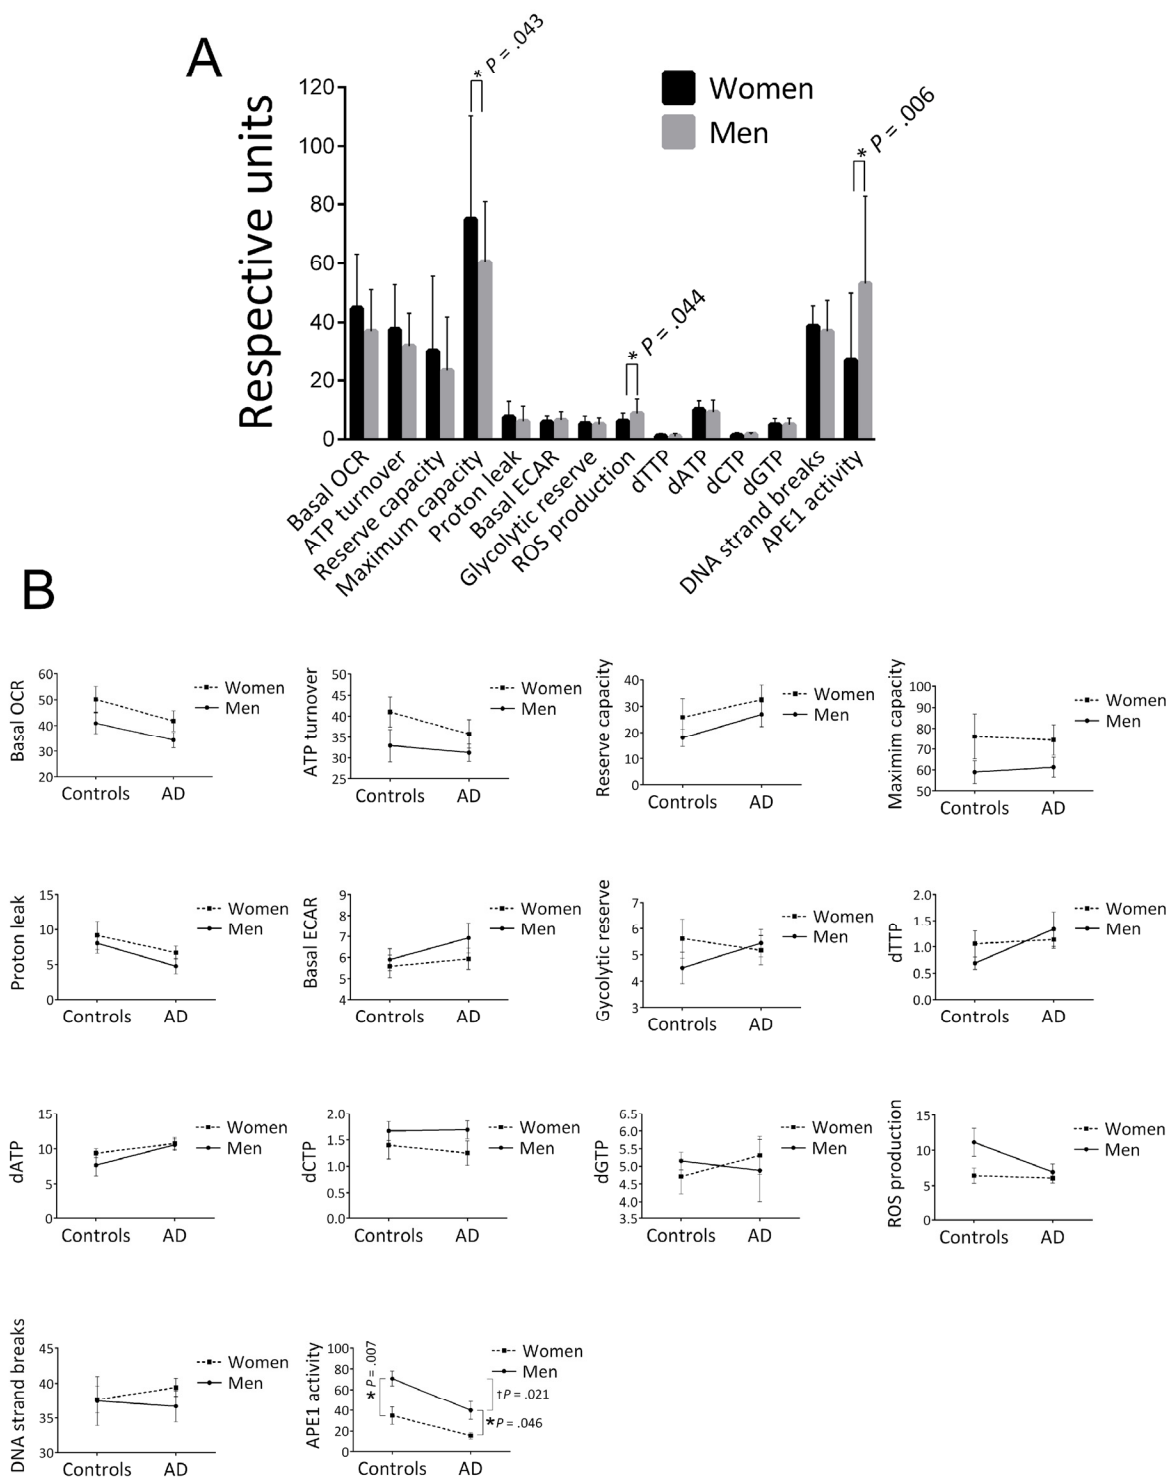 A
* P = .043
Respective units
120
100
80
60
40
20
0
Women
Men
* P = .044
* P = .006
Basal OCR
ATP turnover
Reserve capacity
Maximum capacity
Proton leak
Basal ECAR
Glycolytic reserve
ROS production
dTTP
dATP
dCTP
dGTP
DNA strand breaks
APE1 activity
B
Basal OCR
60
50
40
30
20
Controls AD
Women
Men
ATP turnover
50
45
40
35
30
25
Controls AD
Women
Men
Reserve capacity
40
30
20
10
0
Controls AD
Women
Men
Maximim capacity
100
90
80
70
60
50
Controls AD
Women
Men
Proton leak
15
10
5
0
Controls AD
Women
Men
Basal ECAR
9
8
7
6
5
4
Controls AD
Women
Men
Gycolytic reserve
7
6
5
4
3
Controls AD
Women
Men
dTTP
2.0
1.5
1.0
0.5
0.0
Controls AD
Women
Men
dATP
15
10
5
0
Controls AD
Women
Men
dCTP
2.0
1.5
1.0
0.5
0.0
Controls AD
Women
Men
dGTP
6.5
6.0
5.5
5.0
4.5
4.0
3.5
Controls AD
Women
Men
ROS production
15
10
5
0
Controls AD
Women
Men
DNA strand breaks
45
40
35
30
Controls AD
Women
Men
APE1 activity
100
80
60
40
20
0
* P = .007
Women
Men
†P = .021
*P = .046
Controls AD